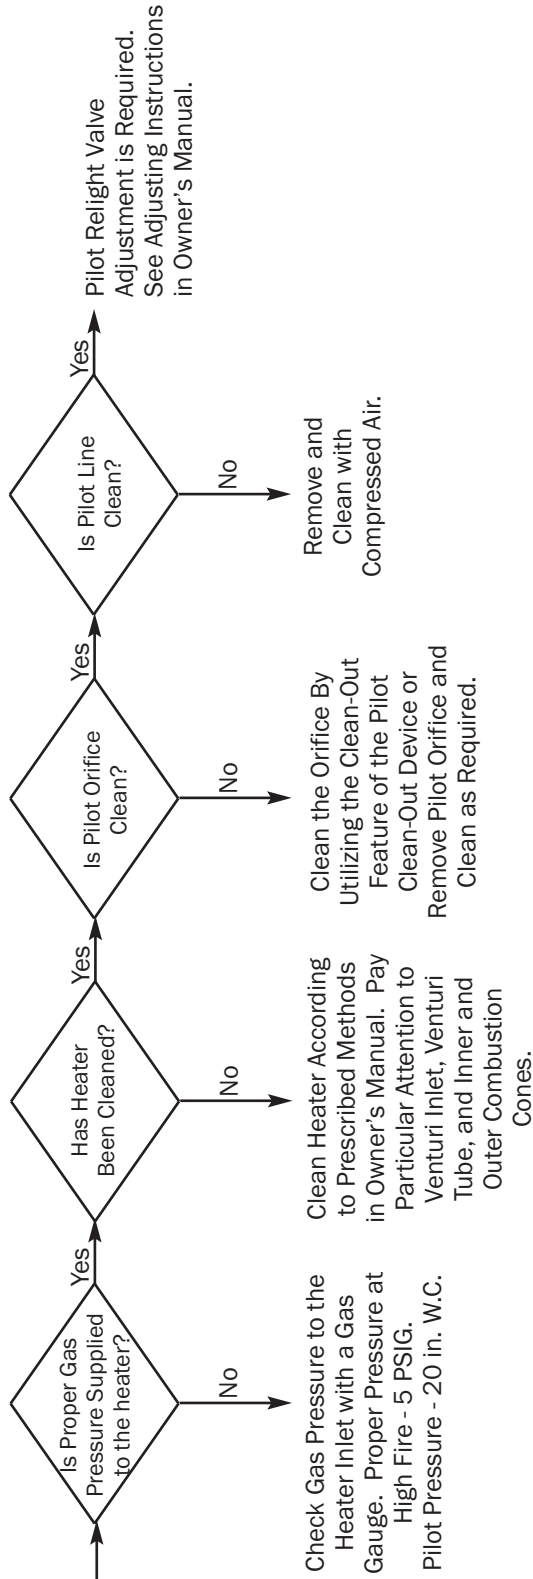 Is Proper Gas
Pressure Supplied
to the heater?
Yes
No
Check Gas Pressure to the
Heater Inlet with a Gas
Gauge.  Proper Pressure at
High Fire - 5 PSIG.
Pilot Pressure - 20 in. W.C.
Has Heater
Been Cleaned?
Yes
No
Clean Heater According
to Prescribed Methods
in Owner's Manual.  Pay
Particular Attention to
Venturi Inlet, Venturi
Tube, and Inner and
Outer Combustion
Cones.
Is Pilot Orifice
Clean?
Yes
No
Clean the Orifice By
Utilizing the Clean-Out
Feature of the Pilot
Clean-Out Device or
Remove Pilot Orifice and
Clean as Required.
Is Pilot Line
Clean?
Yes
No
Remove and
Clean with
Compressed Air.
Pilot Relight Valve
Adjustment is Required.
See Adjusting Instructions
in Owner's Manual.